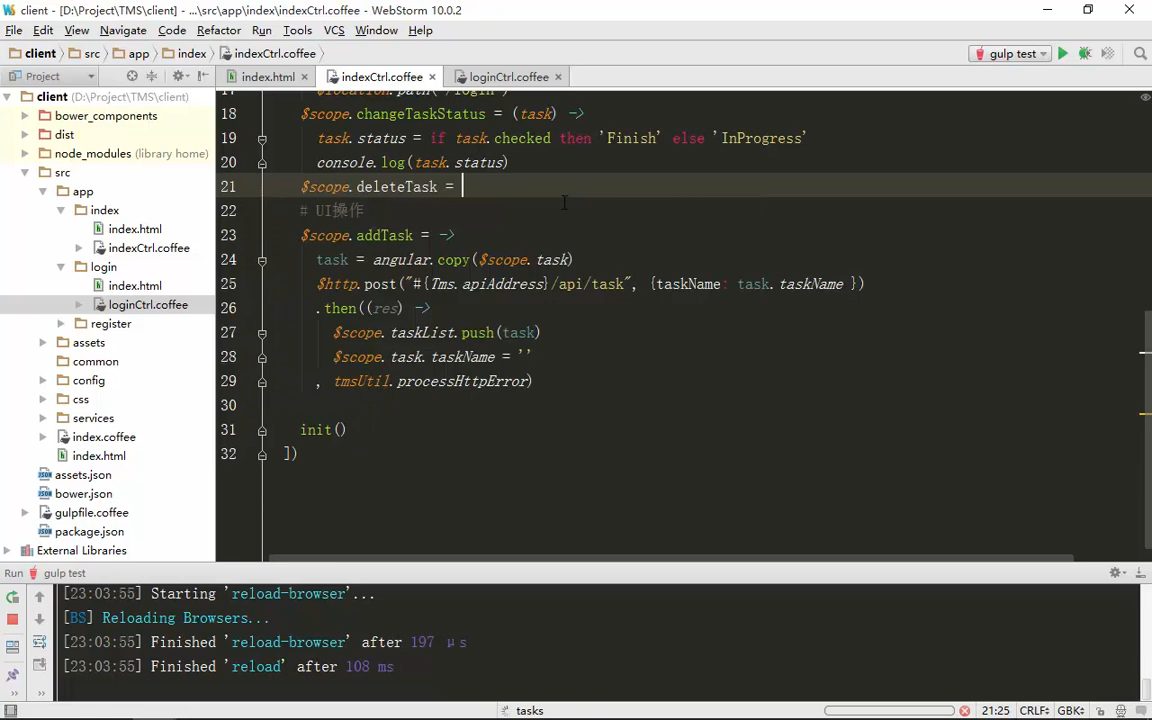 client - [D:\Project\TMS\client] - ...\src\app\index\indexCtrl.coffee - WebStorm 10.0.2
File Edit View Navigate Code Refactor Run Tools VCS Window Help
client src app index indexCtrl.coffee gulp test
Project index.html indexCtrl.coffee loginCtrl.coffee
client (D:\Project\TMS\client)
bower_components
dist
node_modules (library home)
src
app
index
index.html
indexCtrl.coffee
login
index.html
loginCtrl.coffee
register
assets
common
config
css
services
index.coffee
index.html
assets.json
bower.json
gulpfile.coffee
package.json
External Libraries
17 $location.path('/login')
18 $scope.changeTaskStatus = (task) ->
19 task.status = if task.checked then 'Finish' else 'InProgress'
20 console.log(task.status)
21 $scope.deleteTask =
22 # UI操作
23 $scope.addTask = ->
24 task = angular.copy($scope.task)
25 $http.post("#{Tms.apiAddress}/api/task", {taskName: task.taskName })
26 .then((res) ->
27 $scope.taskList.push(task)
28 $scope.task.taskName = ''
29 , tmsUtil.processHttpError)
30
31 init()
32 ])
Run gulp test
[23:03:55] Starting 'reload-browser'...
[BS] Reloading Browsers...
[23:03:55] Finished 'reload-browser' after 197 μs
[23:03:55] Finished 'reload' after 108 ms
tasks 21:25 CRLF GBK